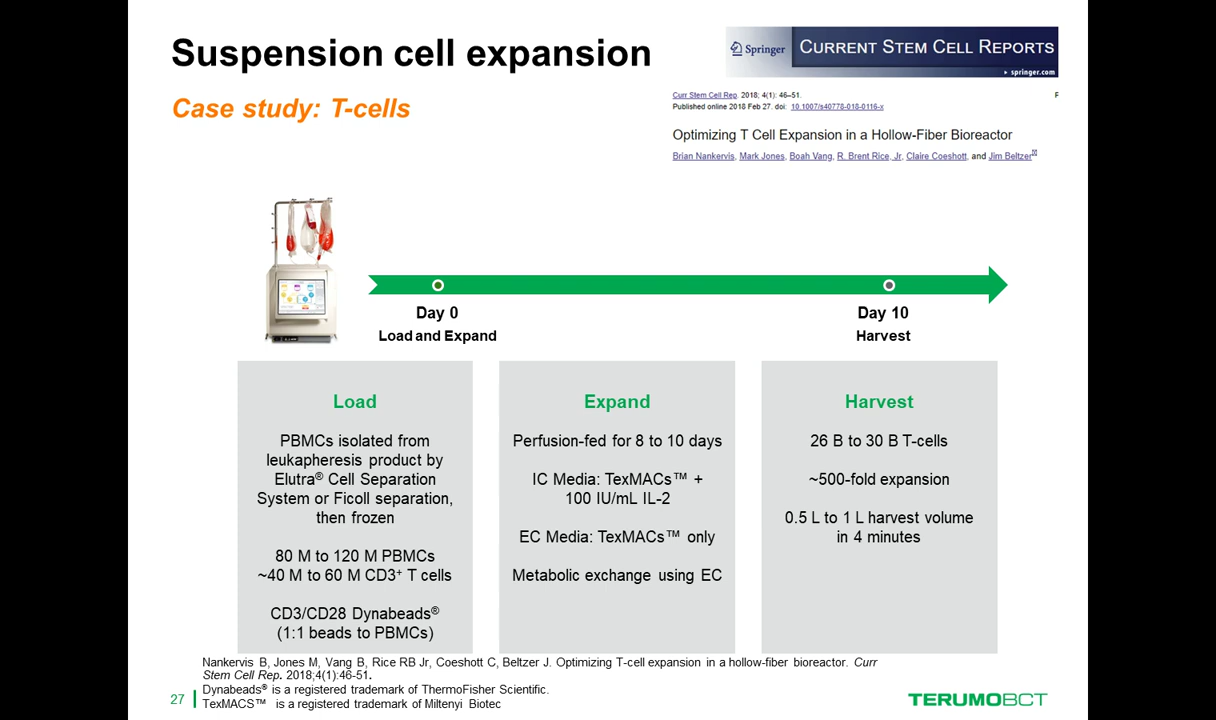 Suspension cell expansion
Case study: T-cells
Springer
CURRENT STEM CELL REPORTS
springer.com
Curr Stem Cell Rep. 2018; 4(1): 46–51.
F
Published online 2018 Feb 27. doi: 10.1007/s40778-018-0116-x
Optimizing T Cell Expansion in a Hollow-Fiber Bioreactor
Brian Nankervis, Mark Jones, Boah Vang, R. Brent Rice, Jr, Claire Coeshott, and Jim Beltzer
Day 0
Load and Expand
Day 10
Harvest
Load
PBMCs isolated from
leukapheresis product by
Elutra® Cell Separation
System or Ficoll separation,
then frozen
80 M to 120 M PBMCs
~40 M to 60 M CD3+ T cells
CD3/CD28 Dynabeads®
(1:1 beads to PBMCs)
Expand
Perfusion-fed for 8 to 10 days
IC Media: TexMACs™ +
100 IU/mL IL-2
EC Media: TexMACs™ only
Metabolic exchange using EC
Harvest
26 B to 30 B T-cells
~500-fold expansion
0.5 L to 1 L harvest volume
in 4 minutes
Nankervis B, Jones M, Vang B, Rice RB Jr, Coeshott C, Beltzer J. Optimizing T-cell expansion in a hollow-fiber bioreactor. Curr
Stem Cell Rep. 2018;4(1):46-51.
Dynabeads® is a registered trademark of ThermoFisher Scientific.
TexMACS™ is a registered trademark of Miltenyi Biotec
27
TERUMOBCT